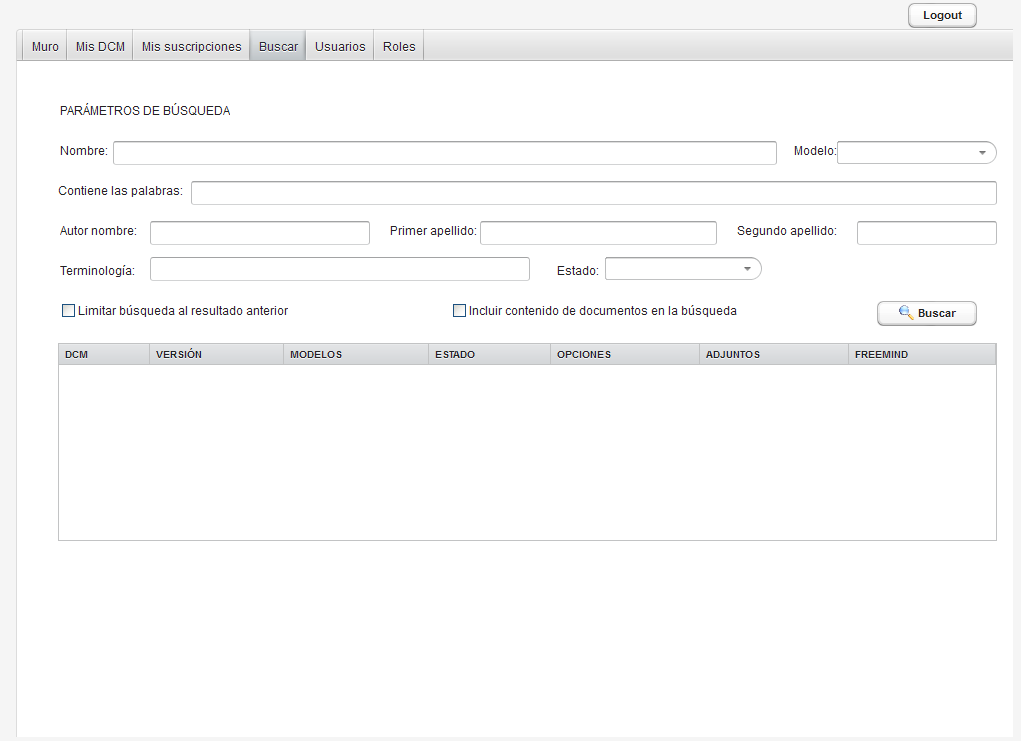 Logout
Muro Mis DCM Mis suscripciones Buscar Usuarios Roles
PARÁMETROS DE BÚSQUEDA
Nombre: Modelo:
Contiene las palabras:
Autor nombre: Primer apellido: Segundo apellido:
Terminología: Estado:
Limitar búsqueda al resultado anterior Incluir contenido de documentos en la búsqueda Buscar
DCM VERSIÓN MODELOS ESTADO OPCIONES ADJUNTOS FREEMIND